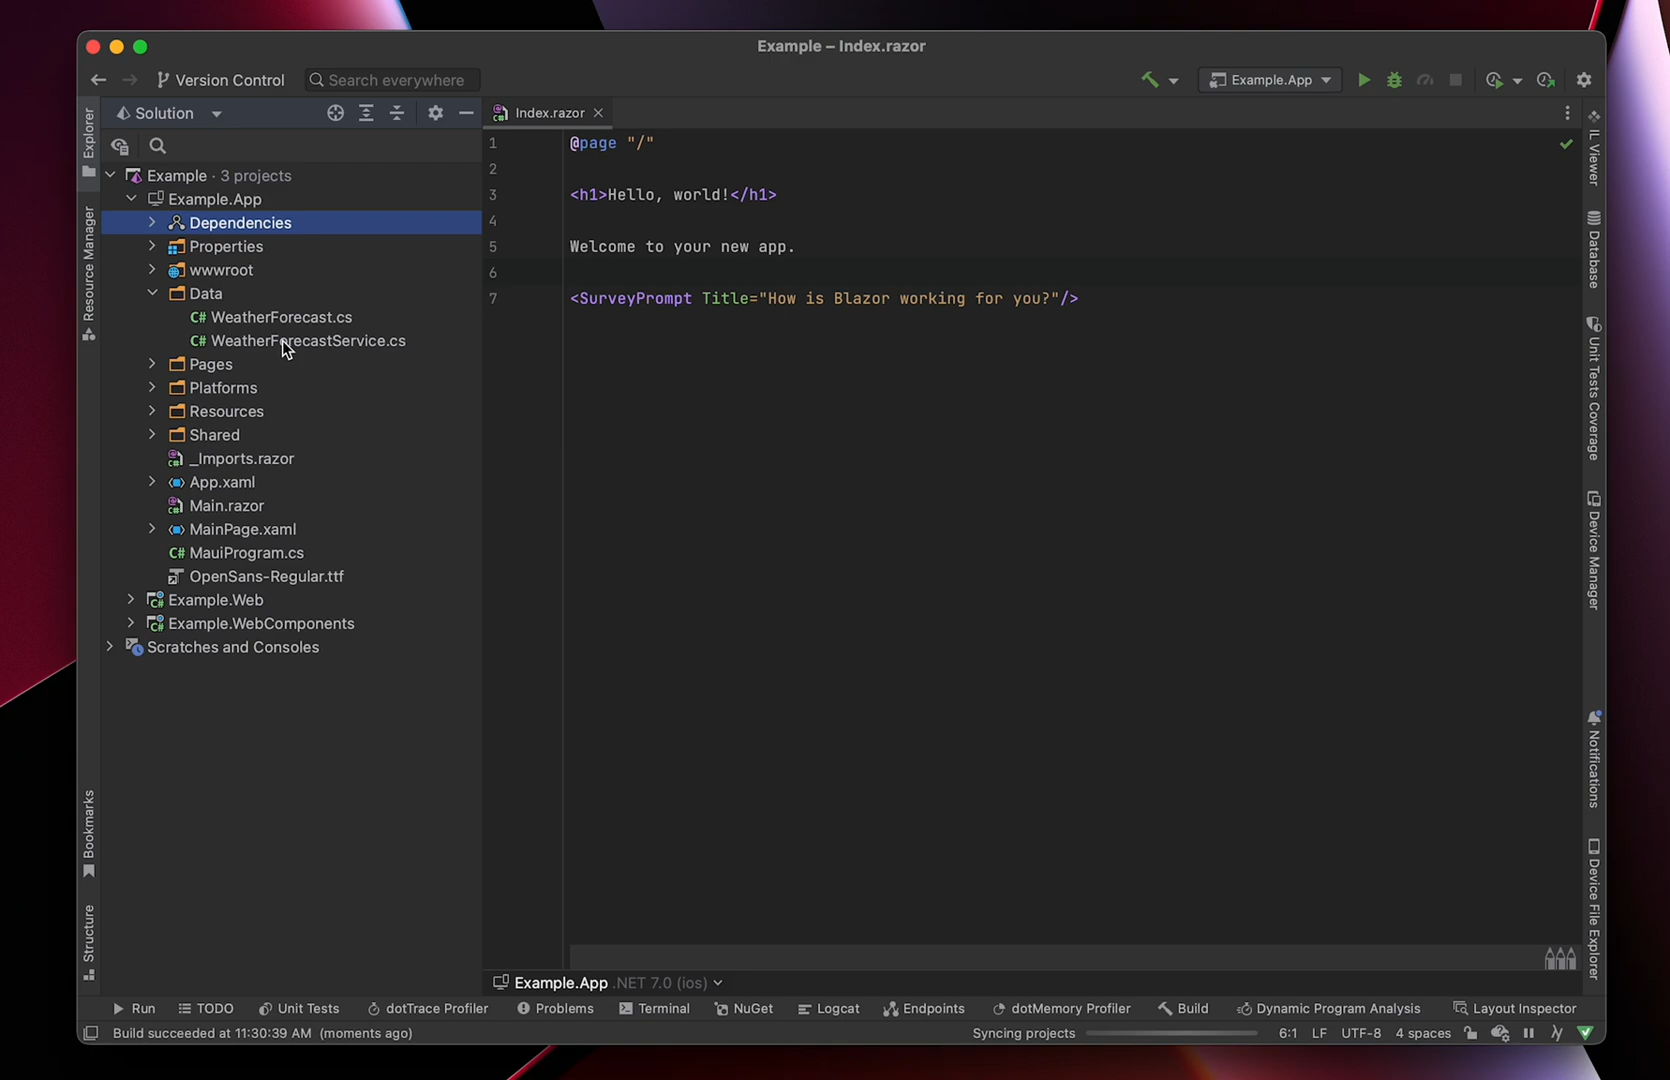 Example – Index.razor
Version Control
Search everywhere
Example.App
Solution
Index.razor
Explorer
Resource Manager
Bookmarks
Structure
Example · 3 projects
Example.App
Dependencies
Properties
wwwroot
Data
C# WeatherForecast.cs
C# WeatherForecastService.cs
Pages
Platforms
Resources
Shared
_Imports.razor
App.xaml
Main.razor
MainPage.xaml
C# MauiProgram.cs
OpenSans-Regular.ttf
Example.Web
Example.WebComponents
Scratches and Consoles
1 @page "/"
2
3 <h1>Hello, world!</h1>
4
5 Welcome to your new app.
6
7 <SurveyPrompt Title="How is Blazor working for you?"/>
IL Viewer
Database
Unit Tests Coverage
Device Manager
Notifications
Device File Explorer
Example.App .NET 7.0 (ios)
Run TODO Unit Tests dotTrace Profiler Problems Terminal NuGet Logcat Endpoints dotMemory Profiler Build Dynamic Program Analysis Layout Inspector
Build succeeded at 11:30:39 AM (moments ago) Syncing projects 6:1 LF UTF-8 4 spaces